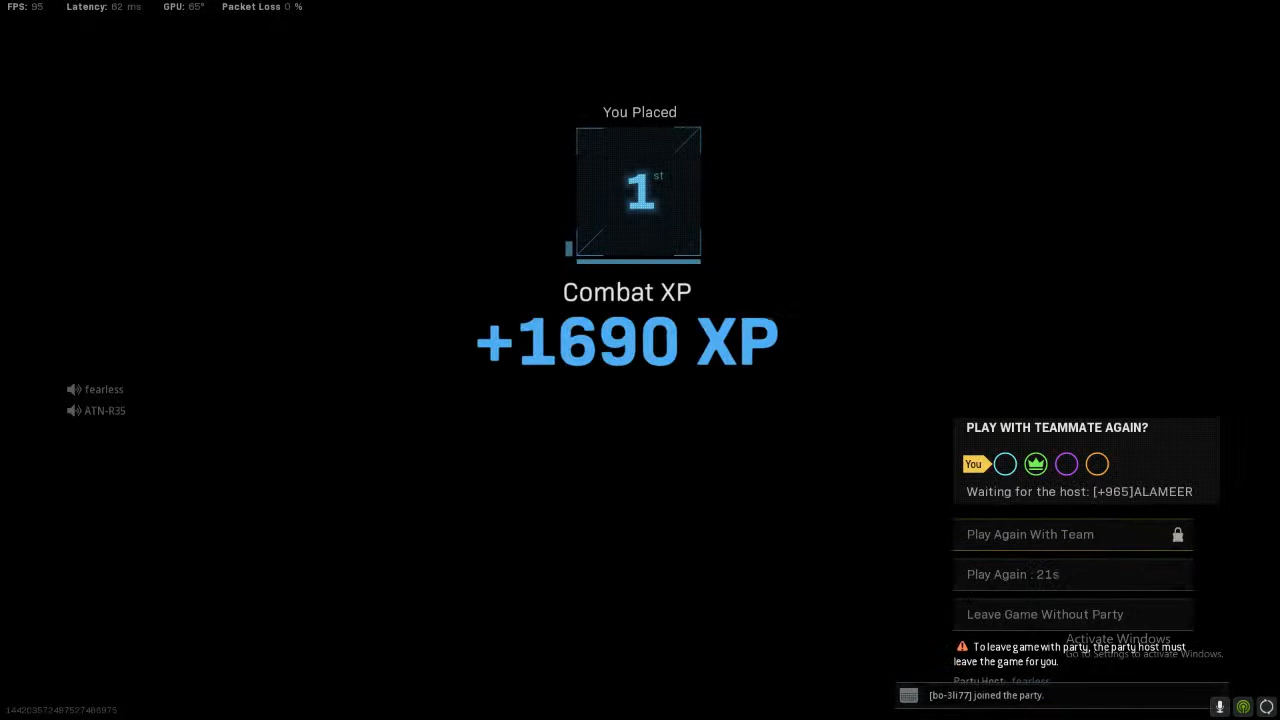 FPS: 95 Latency: 62 ms GPU: 65° Packet Loss 0 %
You Placed
1st
Combat XP
+1690 XP
fearless
ATN-R35
PLAY WITH TEAMMATE AGAIN?
You
Waiting for the host: [+965]ALAMEER
Play Again With Team
Play Again : 21s
Leave Game Without Party
Activate Windows
Go to Settings to activate Windows.
To leave game with party, the party host must
leave the game for you.
Party Host: fearless
[bo-3li77] joined the party.